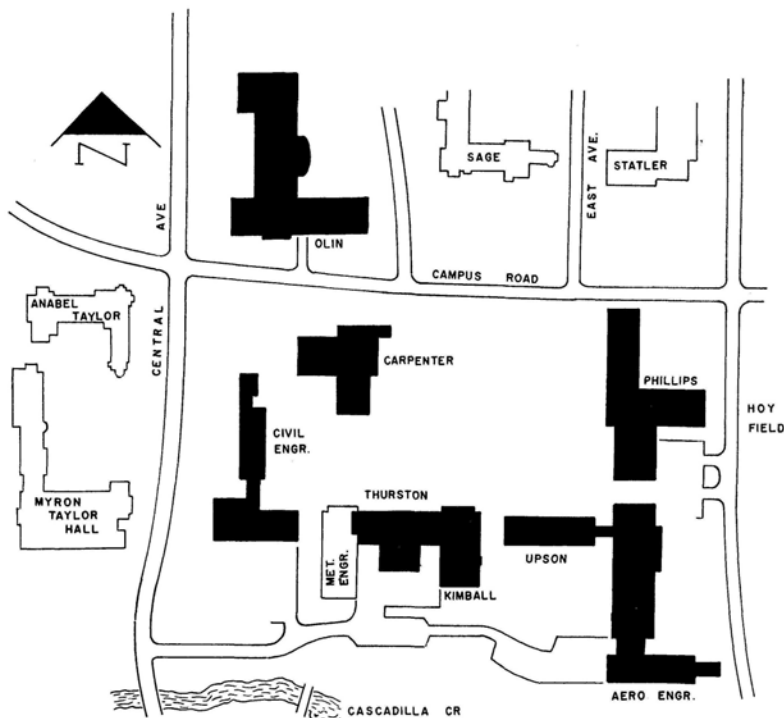 N
SAGE
STATLER
EAST AVE.
OLIN
CAMPUS ROAD
CENTRAL AVE
ANABEL
TAYLOR
CARPENTER
PHILLIPS
HOY
FIELD
CIVIL
ENGR.
MYRON
TAYLOR
HALL
THURSTON
MET. ENGR.
UPSON
KIMBALL
AERO ENGR.
CASCADILLA CR